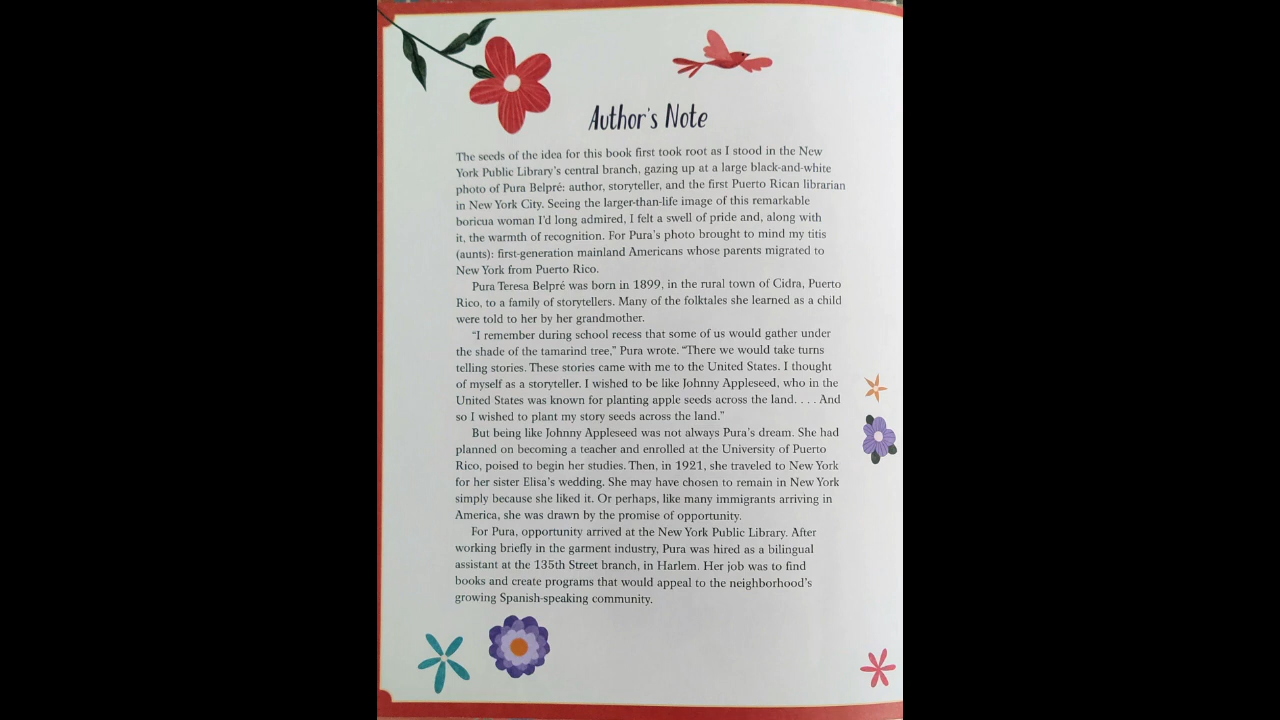 Author's Note
The seeds of the idea for this book first took root as I stood in the New
York Public Library's central branch, gazing up at a large black-and-white
photo of Pura Belpré: author, storyteller, and the first Puerto Rican librarian
in New York City. Seeing the larger-than-life image of this remarkable
boricua woman I'd long admired, I felt a swell of pride and, along with
it, the warmth of recognition. For Pura's photo brought to mind my titis
(aunts): first-generation mainland Americans whose parents migrated to
New York from Puerto Rico.
Pura Teresa Belpré was born in 1899, in the rural town of Cidra, Puerto
Rico, to a family of storytellers. Many of the folktales she learned as a child
were told to her by her grandmother.
“I remember during school recess that some of us would gather under
the shade of the tamarind tree,” Pura wrote. “There we would take turns
telling stories. These stories came with me to the United States. I thought
of myself as a storyteller. I wished to be like Johnny Appleseed, who in the
United States was known for planting apple seeds across the land. . . . And
so I wished to plant my story seeds across the land.”
But being like Johnny Appleseed was not always Pura's dream. She had
planned on becoming a teacher and enrolled at the University of Puerto
Rico, poised to begin her studies. Then, in 1921, she traveled to New York
for her sister Elisa's wedding. She may have chosen to remain in New York
simply because she liked it. Or perhaps, like many immigrants arriving in
America, she was drawn by the promise of opportunity.
For Pura, opportunity arrived at the New York Public Library. After
working briefly in the garment industry, Pura was hired as a bilingual
assistant at the 135th Street branch, in Harlem. Her job was to find
books and create programs that would appeal to the neighborhood's
growing Spanish-speaking community.